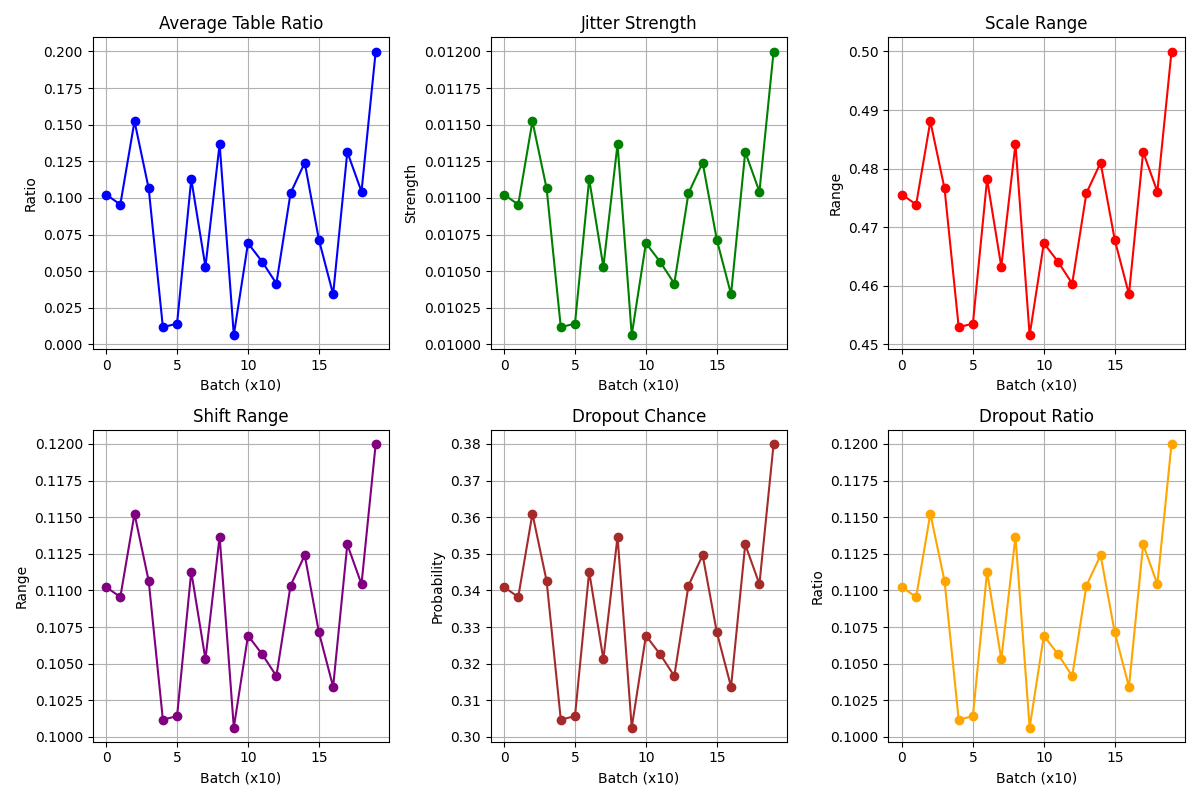 Average Table Ratio
Ratio
0.200
0.175
0.150
0.125
0.100
0.075
0.050
0.025
0.000
0 5 10 15
Batch (x10)
Jitter Strength
Strength
0.01200
0.01175
0.01150
0.01125
0.01100
0.01075
0.01050
0.01025
0.01000
0 5 10 15
Batch (x10)
Scale Range
Range
0.50
0.49
0.48
0.47
0.46
0.45
0 5 10 15
Batch (x10)
Shift Range
Range
0.1200
0.1175
0.1150
0.1125
0.1100
0.1075
0.1050
0.1025
0.1000
0 5 10 15
Batch (x10)
Dropout Chance
Probability
0.38
0.37
0.36
0.35
0.34
0.33
0.32
0.31
0.30
0 5 10 15
Batch (x10)
Dropout Ratio
Ratio
0.1200
0.1175
0.1150
0.1125
0.1100
0.1075
0.1050
0.1025
0.1000
0 5 10 15
Batch (x10)